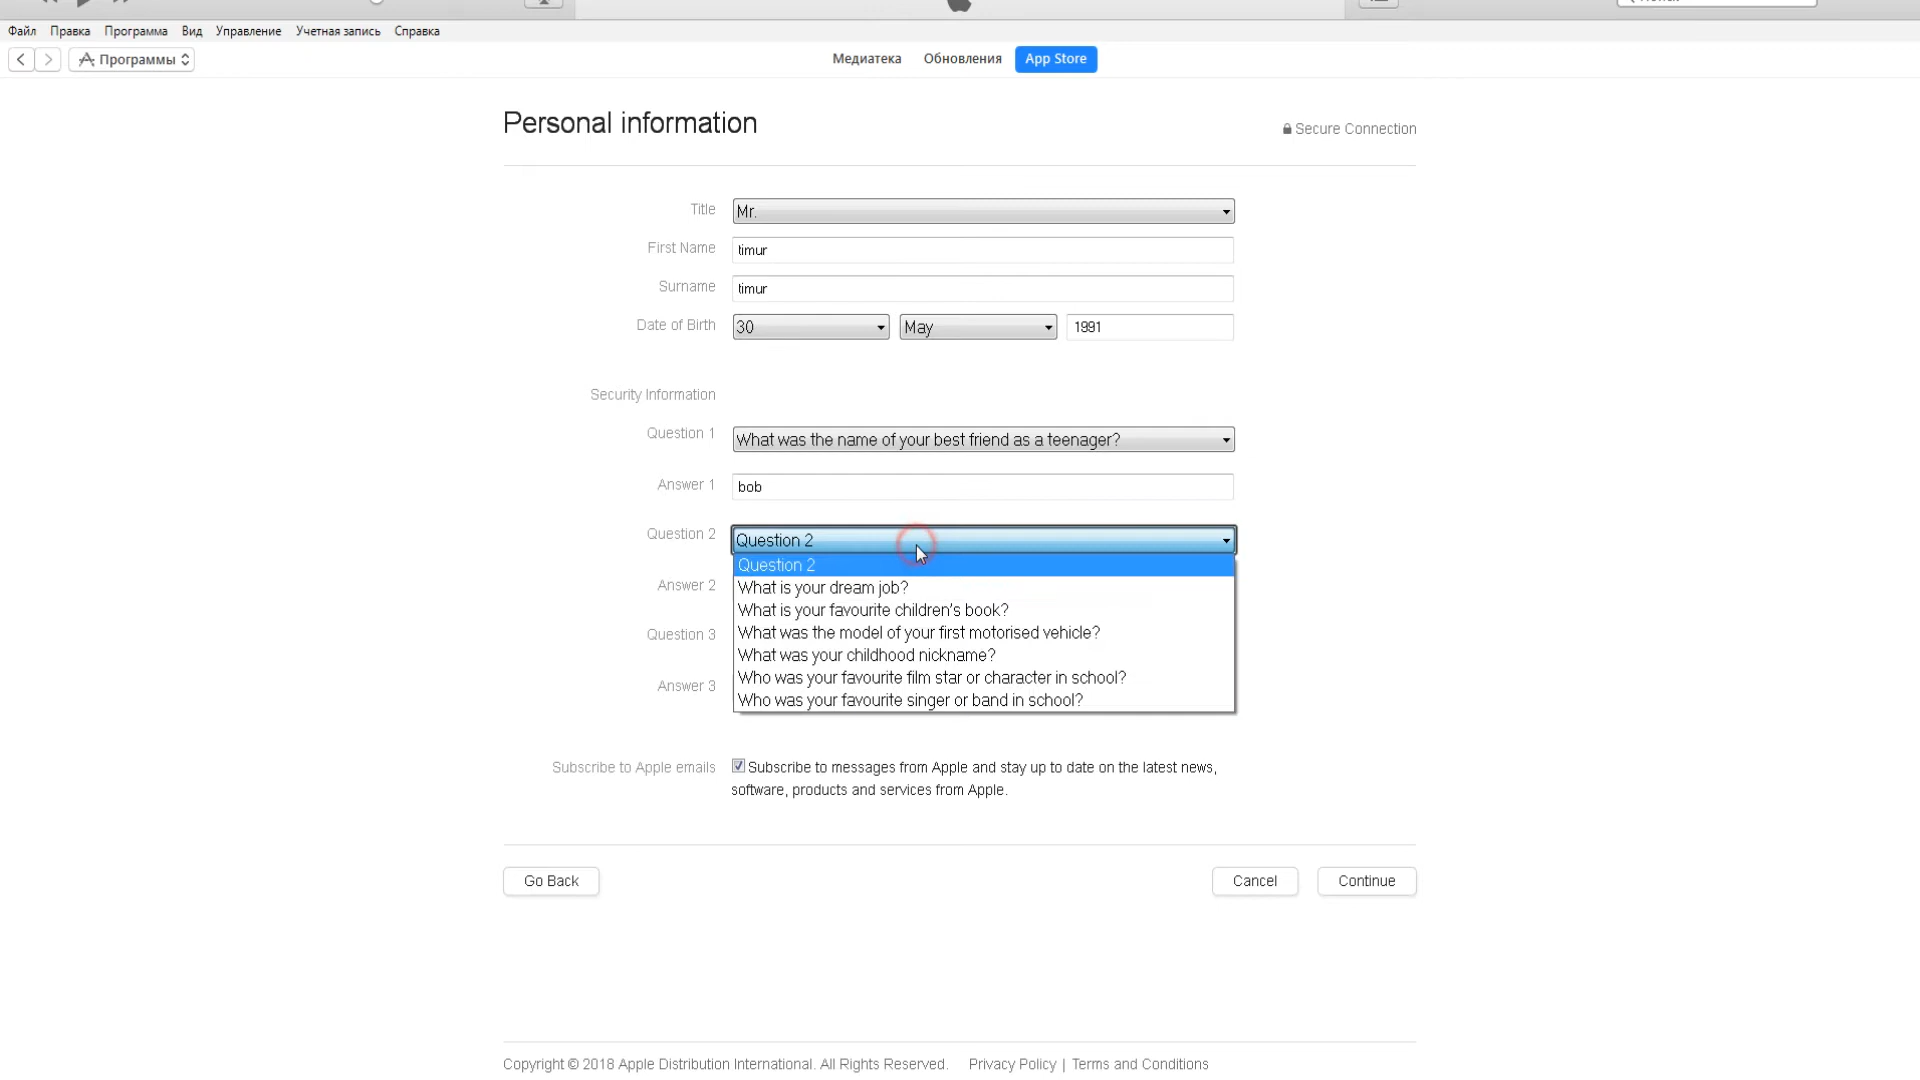 Файл Правка Программа Вид Управление Учетная запись Справка
Программы Медиатека Обновления App Store
Personal information
Secure Connection
Title Mr.
First Name timur
Surname timur
Date of Birth 30 May 1991
Security Information
Question 1 What was the name of your best friend as a teenager?
Answer 1 bob
Question 2 Question 2
Question 2
Answer 2 What is your dream job?
What is your favourite children's book?
Question 3 What was the model of your first motorised vehicle?
What was your childhood nickname?
Answer 3 Who was your favourite film star or character in school?
Who was your favourite singer or band in school?
Subscribe to Apple emails Subscribe to messages from Apple and stay up to date on the latest news,
software, products and services from Apple.
Go Back Cancel Continue
Copyright © 2018 Apple Distribution International. All Rights Reserved. Privacy Policy | Terms and Conditions